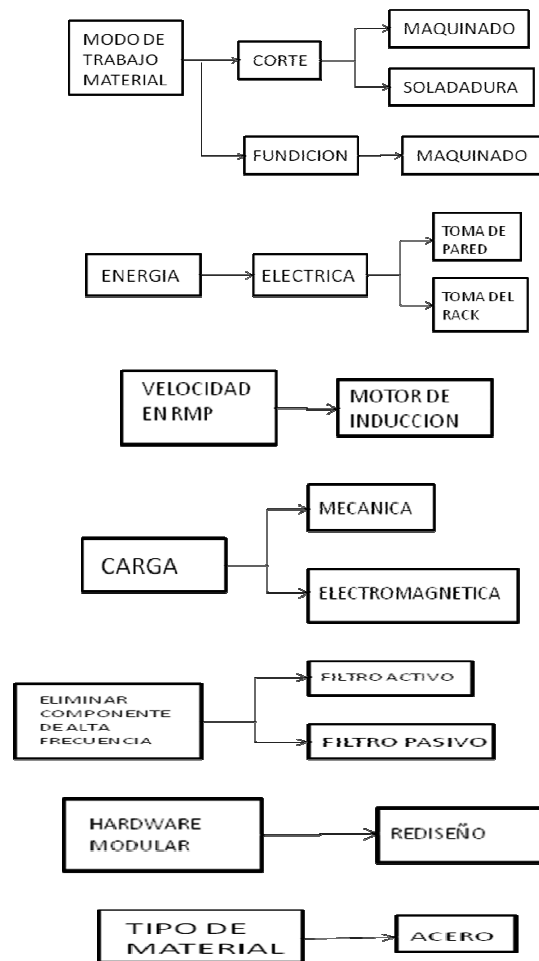 MODO DE
TRABAJO
MATERIAL
CORTE
MAQUINADO
SOLADADURA
FUNDICION
MAQUINADO
ENERGIA
ELECTRICA
TOMA DE
PARED
TOMA DEL
RACK
VELOCIDAD
EN RMP
MOTOR DE
INDUCCION
CARGA
MECANICA
ELECTROMAGNETICA
ELIMINAR
COMPONENTE
DE ALTA
FRECUENCIA
FILTRO ACTIVO
FILTRO PASIVO
HARDWARE
MODULAR
REDISEÑO
TIPO DE
MATERIAL
ACERO